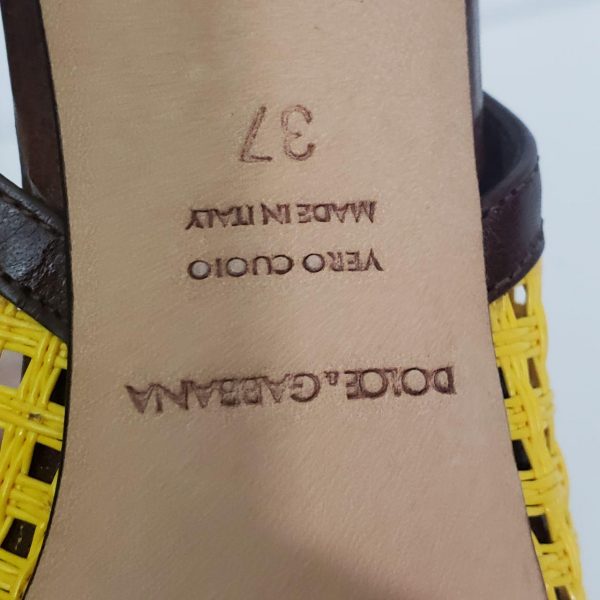 DOLCE & GABBANA
VERO CUOIO
MADE IN ITALY
37